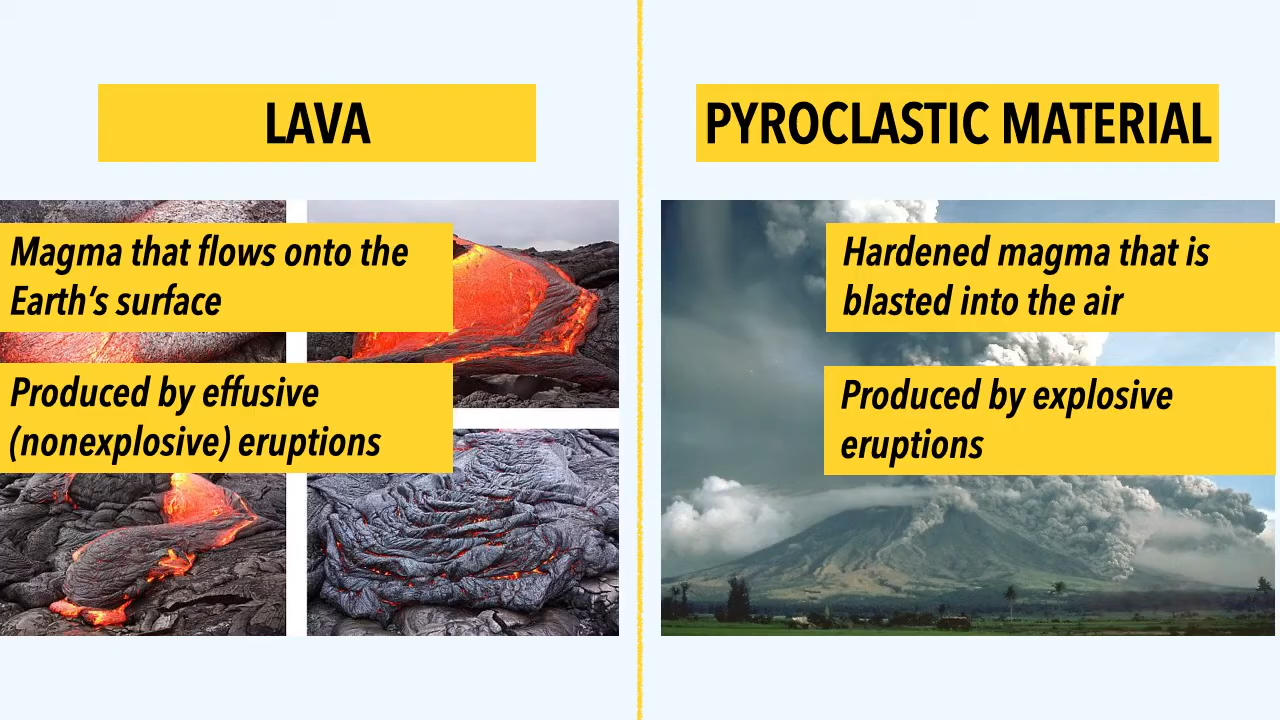 LAVA
Magma that flows onto the
Earth’s surface
Produced by effusive
(nonexplosive) eruptions
PYROCLASTIC MATERIAL
Hardened magma that is
blasted into the air
Produced by explosive
eruptions